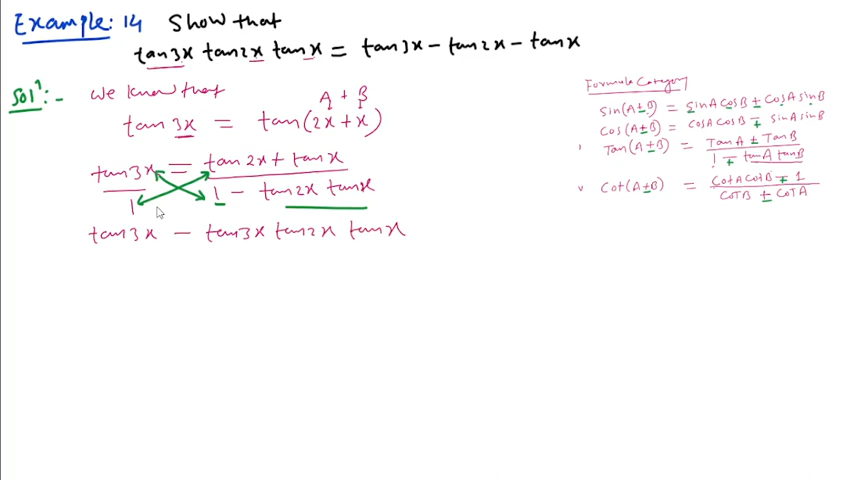 Example: 14 Show that
tan3x tan2x tanx = tan3x - tan2x - tanx
Solⁿ:-
We know that
A + B
tan 3x = tan(2x+x)
tan3x = tan2x + tanx
1 1 - tan2x tanx
tan3x - tan3x tan2x tanx
Formula Category
Sin(A±B) = SinA CosB ± CosA SinB
Cos(A±B) = CosA CosB ∓ SinA SinB
Tan(A±B) = TanA ± TanB
1 ∓ tanA tanB
Cot(A±B) = CotA CotB ∓ 1
CotB ± CotA